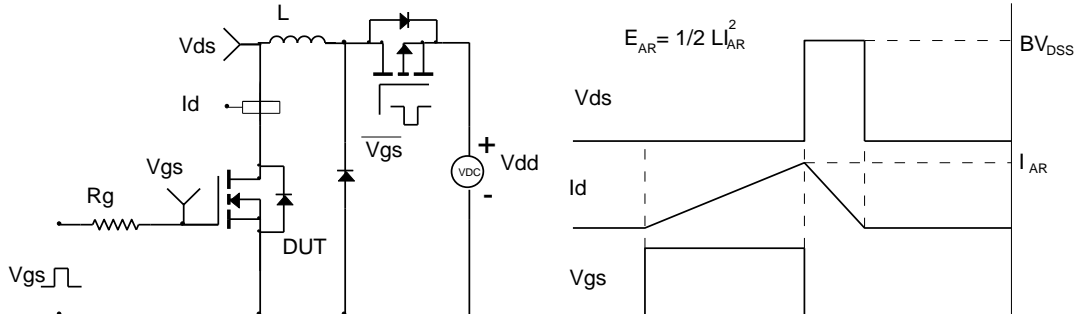 L
Vds
Id
Vgs
Rg
DUT
Vgs
Vgs
VDC
+
-
Vdd
E_AR = 1/2 LI_AR^2
BV_DSS
Vds
I_AR
Id
Vgs